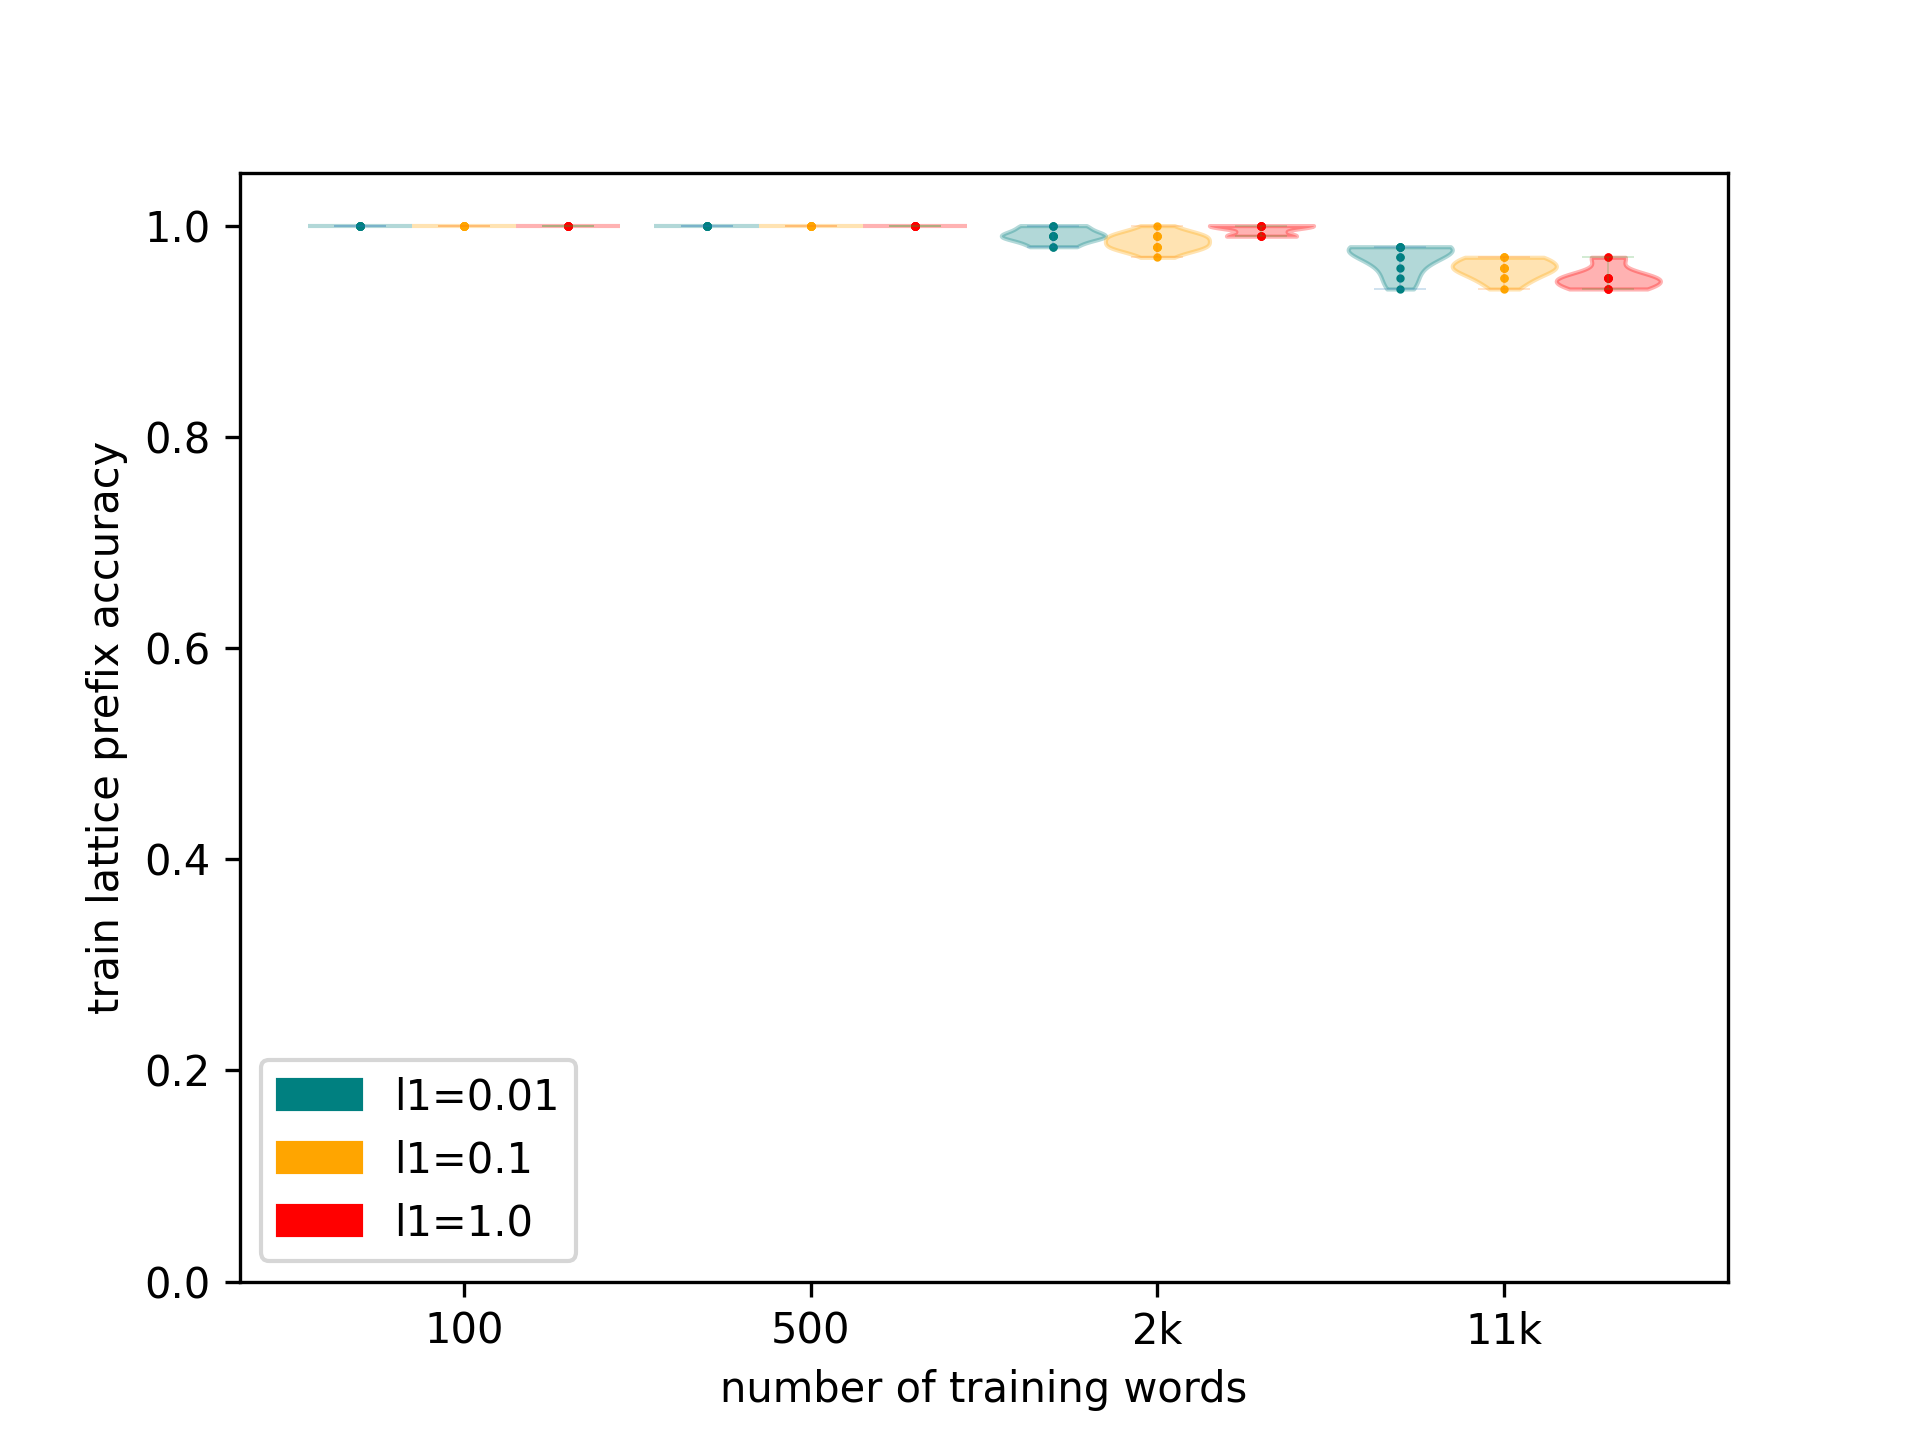 1.0
0.8
0.6
0.4
0.2
0.0
train lattice prefix accuracy
l1=0.01
l1=0.1
l1=1.0
100 500 2k 11k
number of training words